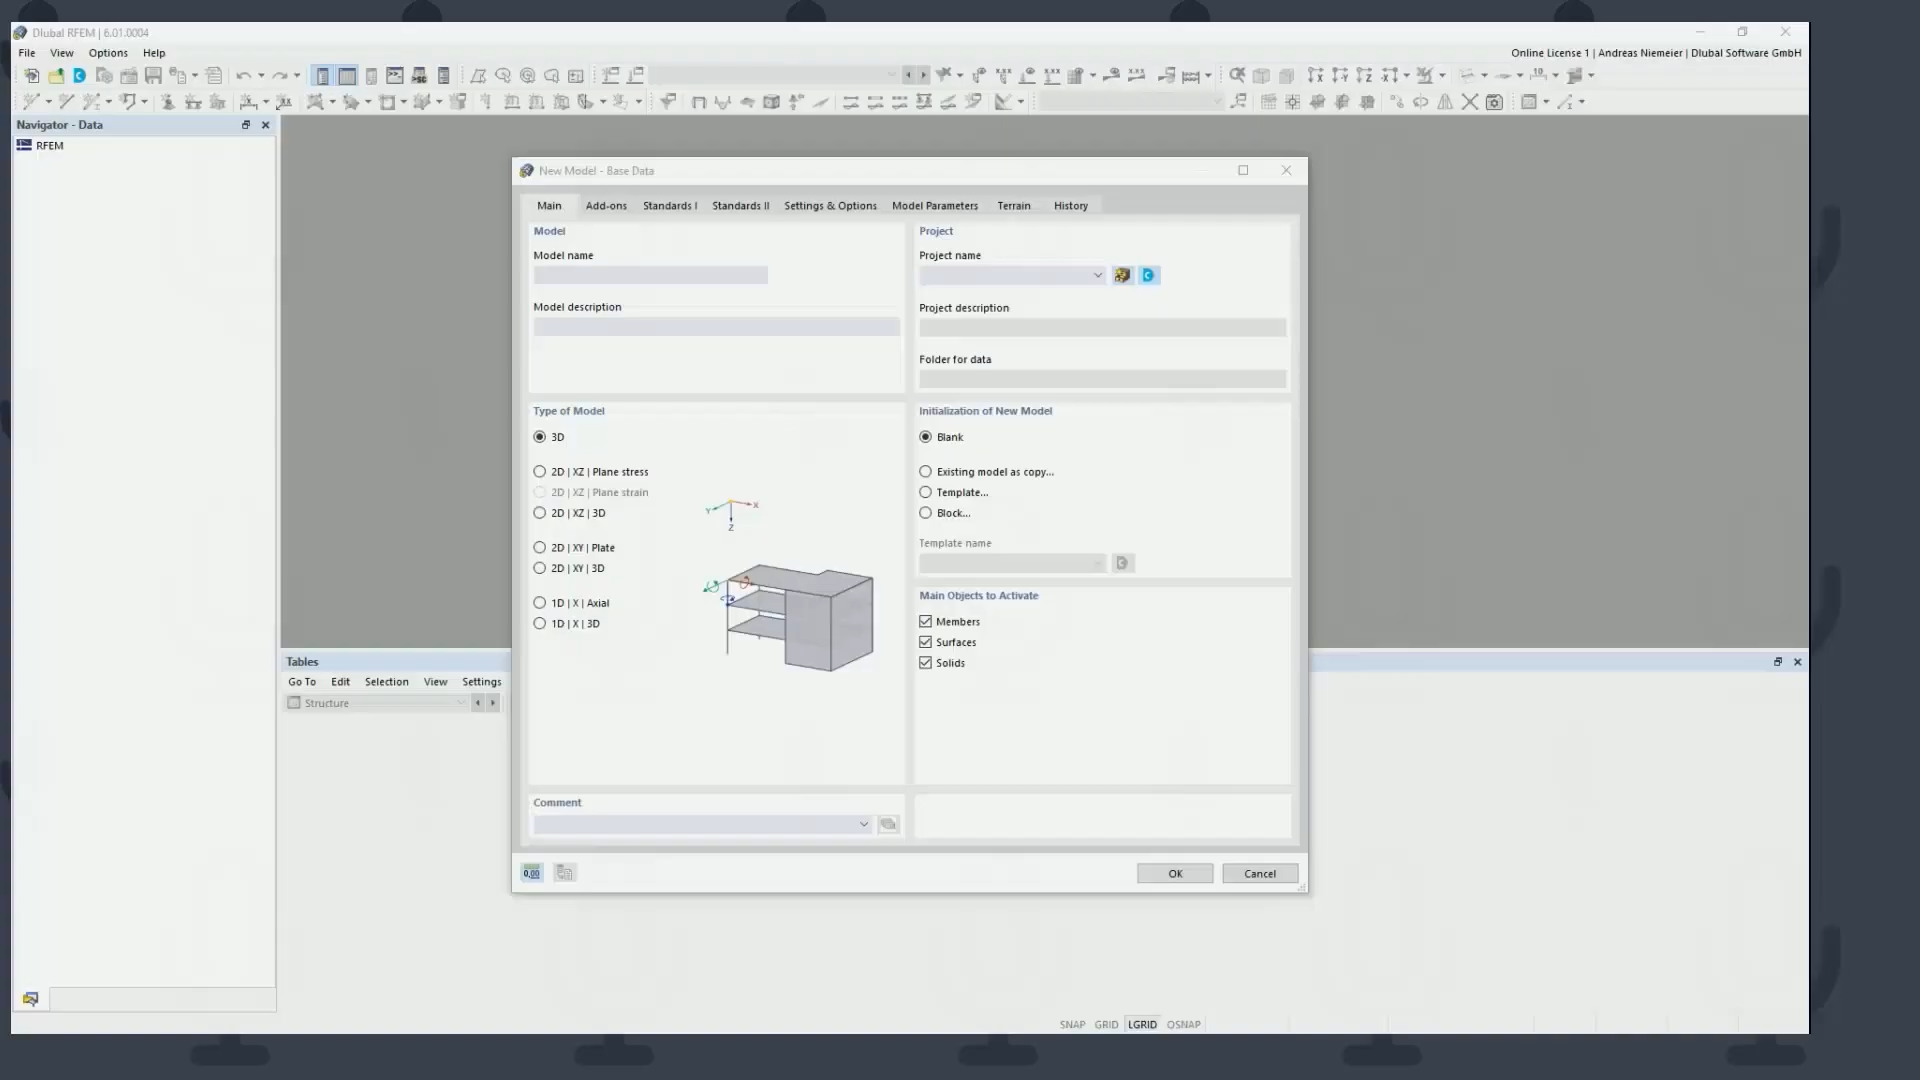 Dlubal RFEM | 6.01.0004
File View Options Help
Online License 1 | Andreas Niemeier | Dlubal Software GmbH
Navigator - Data
RFEM
New Model - Base Data
Main Add-ons Standards I Standards II Settings & Options Model Parameters Terrain History
Model
Model name
Model description
Project
Project name
Project description
Folder for data
Type of Model
3D
2D | XZ | Plane stress
2D | XZ | Plane strain
2D | XZ | 3D
2D | XY | Plate
2D | XY | 3D
1D | X | Axial
1D | X | 3D
Y X
Z
Initialization of New Model
Blank
Existing model as copy...
Template...
Block...
Template name
Main Objects to Activate
Members
Surfaces
Solids
Comment
0,00
OK Cancel
Tables
Go To Edit Selection View Settings
Structure
SNAP GRID LGRID OSNAP